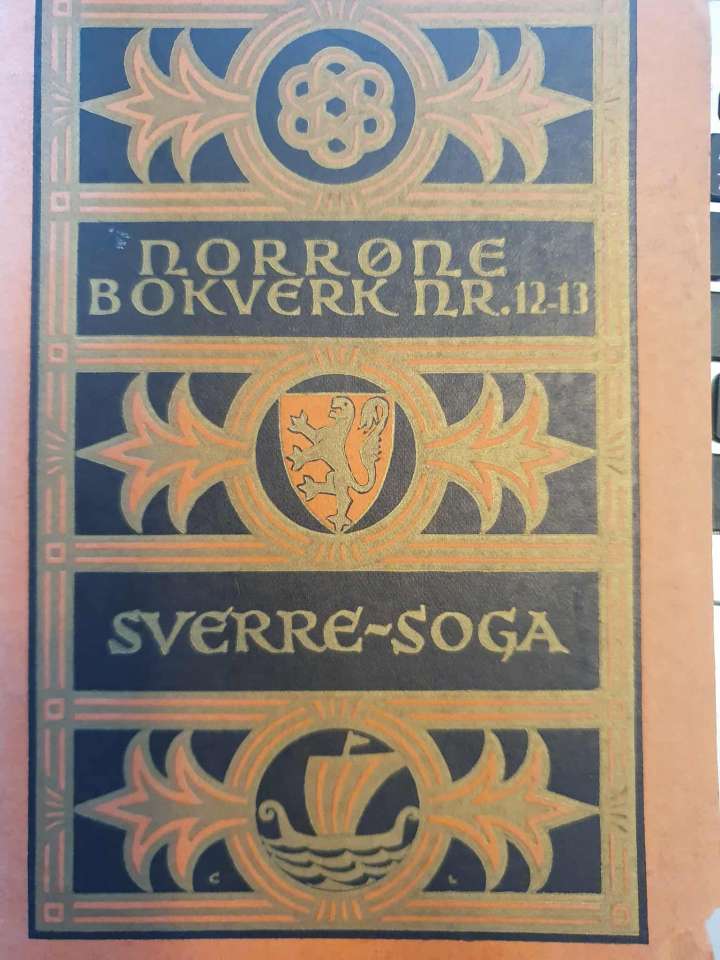 NORRØNE
BOKVERK NR. 12-13
SVERRE-SOGA
C L